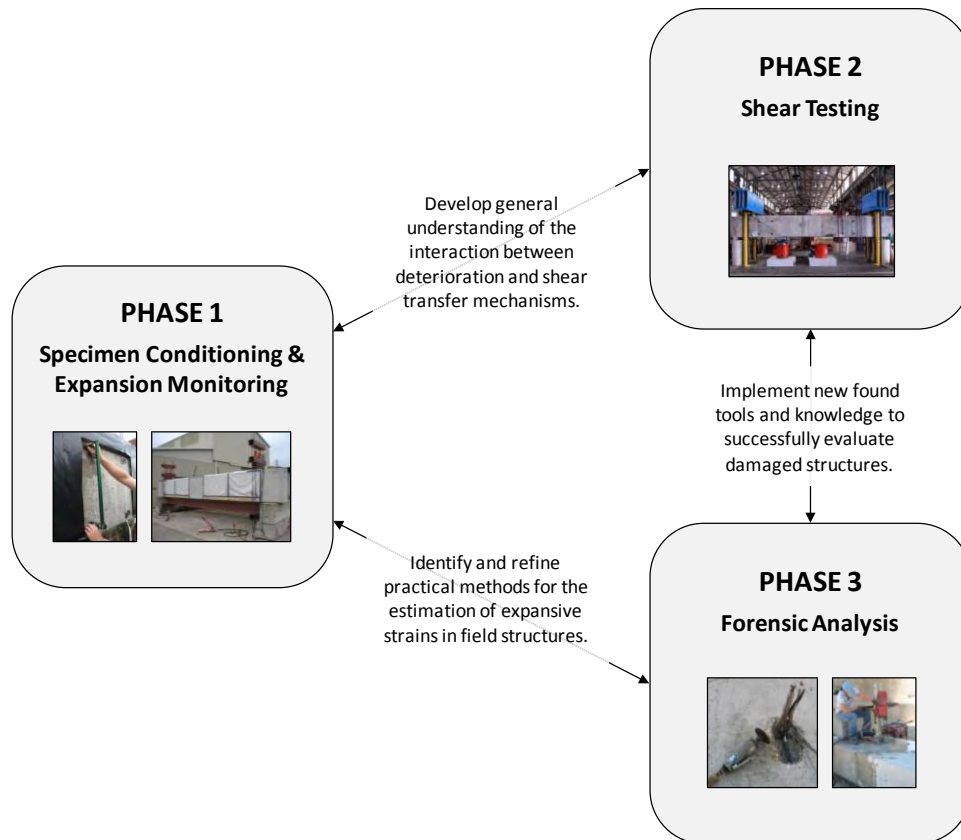 PHASE 2
Shear Testing
Develop general
understanding of the
interaction between
deterioration and shear
transfer mechanisms.
PHASE 1
Specimen Conditioning &
Expansion Monitoring
Implement new found
tools and knowledge to
successfully evaluate
damaged structures.
Identify and refine
practical methods for the
estimation of expansive
strains in field structures.
PHASE 3
Forensic Analysis